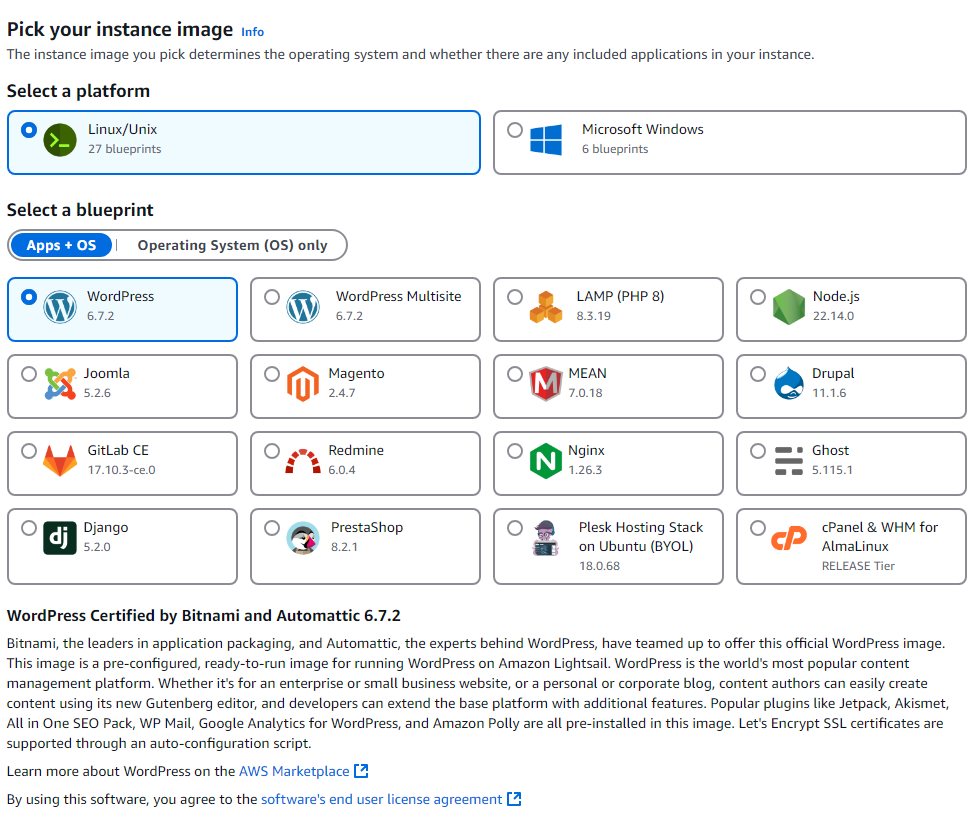 Pick your instance image Info
The instance image you pick determines the operating system and whether there are any included applications in your instance.
Select a platform
Linux/Unix
27 blueprints
Microsoft Windows
6 blueprints
Select a blueprint
Apps + OS
Operating System (OS) only
WordPress
6.7.2
WordPress Multisite
6.7.2
LAMP (PHP 8)
8.3.19
Node.js
22.14.0
Joomla
5.2.6
Magento
2.4.7
MEAN
7.0.18
Drupal
11.1.6
GitLab CE
17.10.3-ce.0
Redmine
6.0.4
Nginx
1.26.3
Ghost
5.115.1
dj
Django
5.2.0
PrestaShop
8.2.1
Plesk Hosting Stack
on Ubuntu (BYOL)
18.0.68
cP
cPanel & WHM for
AlmaLinux
RELEASE Tier
WordPress Certified by Bitnami and Automattic 6.7.2
Bitnami, the leaders in application packaging, and Automattic, the experts behind WordPress, have teamed up to offer this official WordPress image.
This image is a pre-configured, ready-to-run image for running WordPress on Amazon Lightsail. WordPress is the world's most popular content
management platform. Whether it's for an enterprise or small business website, or a personal or corporate blog, content authors can easily create
content using its new Gutenberg editor, and developers can extend the base platform with additional features. Popular plugins like Jetpack, Akismet,
All in One SEO Pack, WP Mail, Google Analytics for WordPress, and Amazon Polly are all pre-installed in this image. Let's Encrypt SSL certificates are
supported through an auto-configuration script.
Learn more about WordPress on the AWS Marketplace
By using this software, you agree to the software's end user license agreement